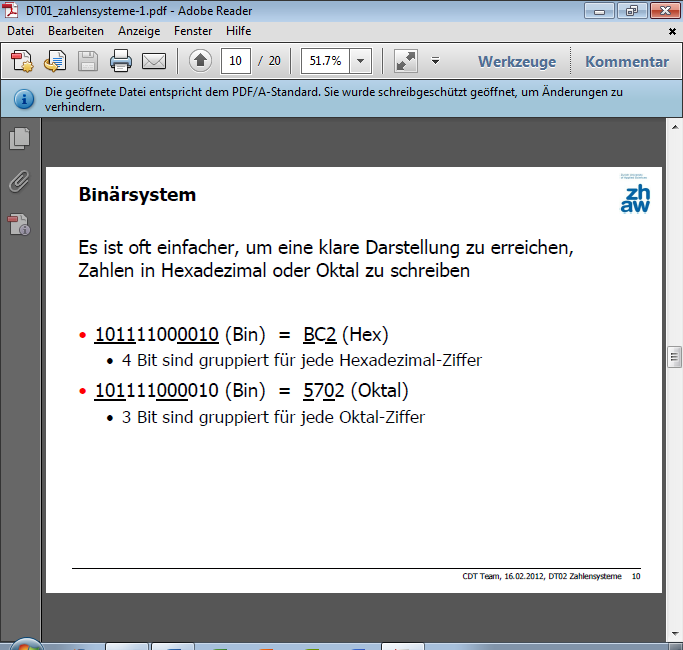 DT01_zahlensysteme-1.pdf - Adobe Reader
Datei Bearbeiten Anzeige Fenster Hilfe
10 / 20 51.7% Werkzeuge Kommentar
Die geöffnete Datei entspricht dem PDF/A-Standard. Sie wurde schreibgeschützt geöffnet, um Änderungen zu
verhindern.
Binärsystem
zh
aw
Es ist oft einfacher, um eine klare Darstellung zu erreichen,
Zahlen in Hexadezimal oder Oktal zu schreiben
• 101111000010 (Bin) = BC2 (Hex)
• 4 Bit sind gruppiert für jede Hexadezimal-Ziffer
• 101111000010 (Bin) = 5702 (Oktal)
• 3 Bit sind gruppiert für jede Oktal-Ziffer
CDT Team, 16.02.2012, DT02 Zahlensysteme 10